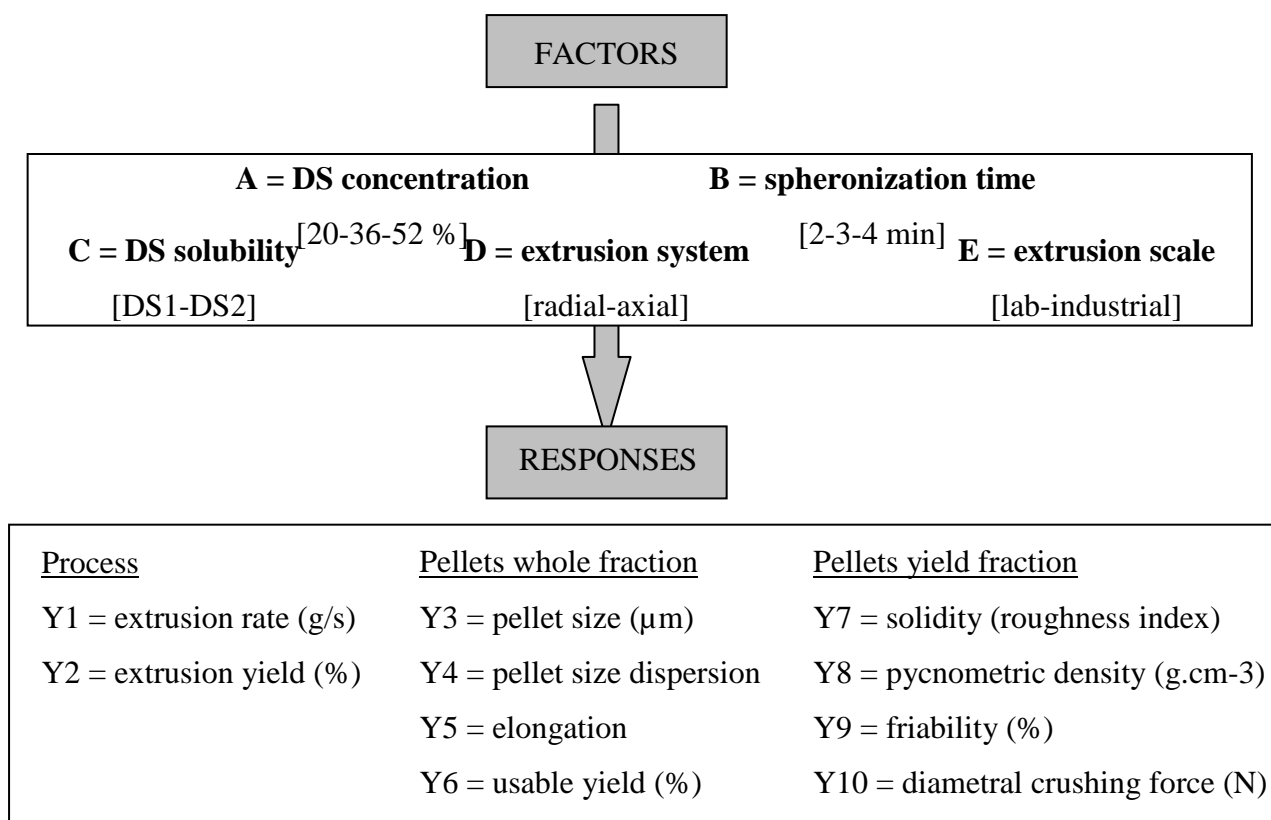 FACTORS
A = DS concentration B = spheronization time
[20-36-52 %] [2-3-4 min]
C = DS solubility D = extrusion system E = extrusion scale
[DS1-DS2] [radial-axial] [lab-industrial]
RESPONSES
Process
Y1 = extrusion rate (g/s)
Y2 = extrusion yield (%)
Pellets whole fraction
Y3 = pellet size (µm)
Y4 = pellet size dispersion
Y5 = elongation
Y6 = usable yield (%)
Pellets yield fraction
Y7 = solidity (roughness index)
Y8 = pycnometric density (g.cm-3)
Y9 = friability (%)
Y10 = diametral crushing force (N)